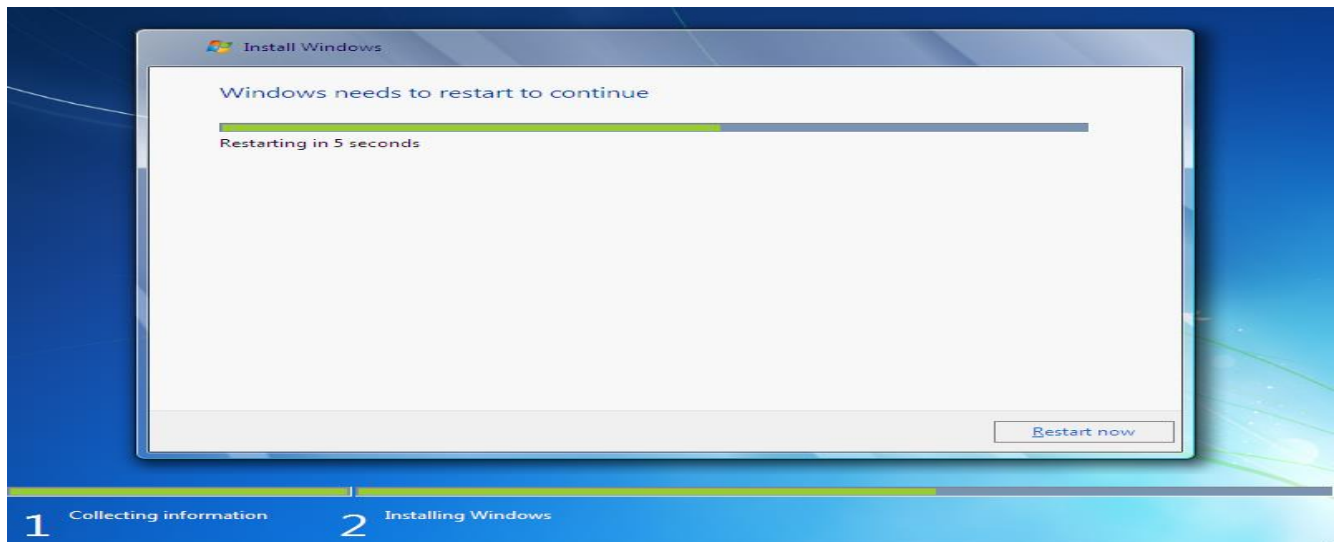 Install Windows
Windows needs to restart to continue
Restarting in 5 seconds
Restart now
1 Collecting information 2 Installing Windows